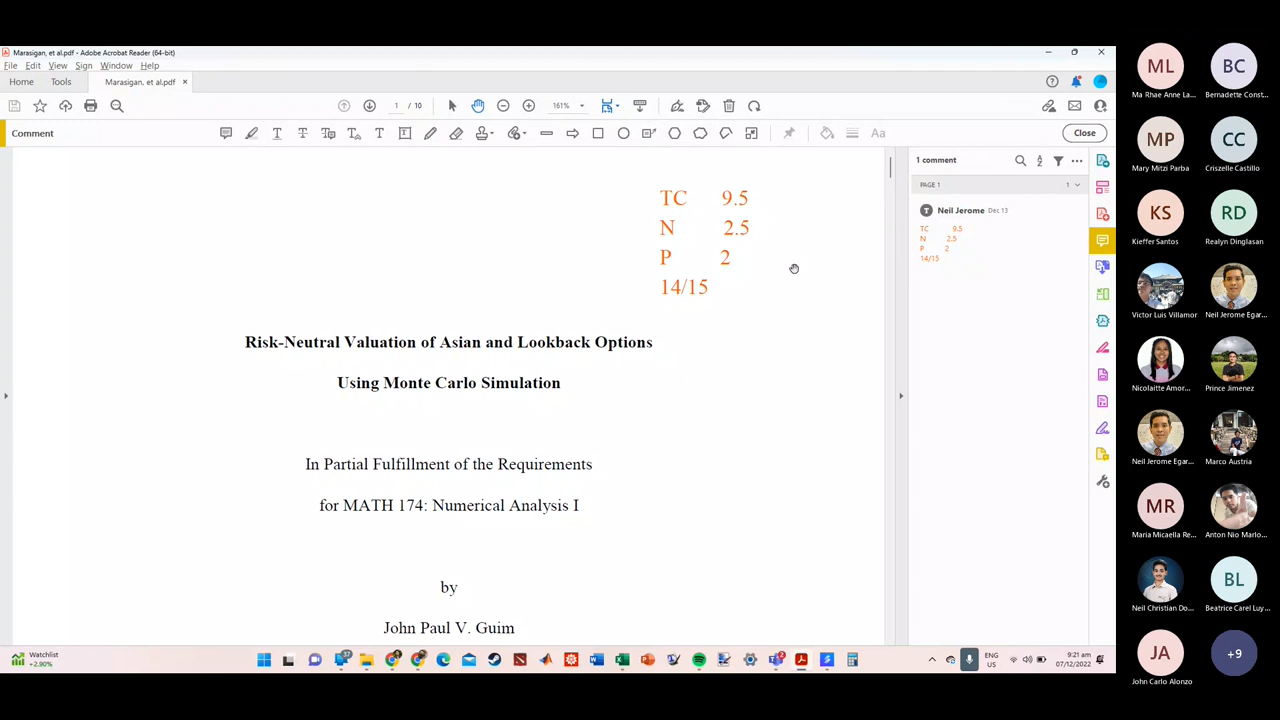 Marasigan, et al.pdf - Adobe Acrobat Reader (64-bit)
File Edit View Sign Window Help
Home Tools Marasigan, et al.pdf
1 / 10 161%
Comment Aa Close
TC 9.5
N 2.5
P 2
14/15
Risk-Neutral Valuation of Asian and Lookback Options
Using Monte Carlo Simulation
In Partial Fulfillment of the Requirements
for MATH 174: Numerical Analysis I
by
John Paul V. Guim
1 comment
PAGE 1 1
T Neil Jerome Dec 13
TC 9.5
N 2.5
P 2
14/15
Watchlist
+2.90%
ENG
US
9:21 am
07/12/2022
ML BC
Ma Rhae Anne La... Bernadette Const...
MP CC
Mary Mitzi Parba Criszelle Castillo
KS RD
Kieffer Santos Realyn Dinglasan
Victor Luis Villamor Neil Jerome Egar...
Nicolaitte Amor... Prince Jimenez
Neil Jerome Egar... Marco Austria
MR
Maria Micaella Re... Anton Nio Marlo...
BL
Neil Christian Do... Beatrice Carel Luy...
JA +9
John Carlo Alonzo